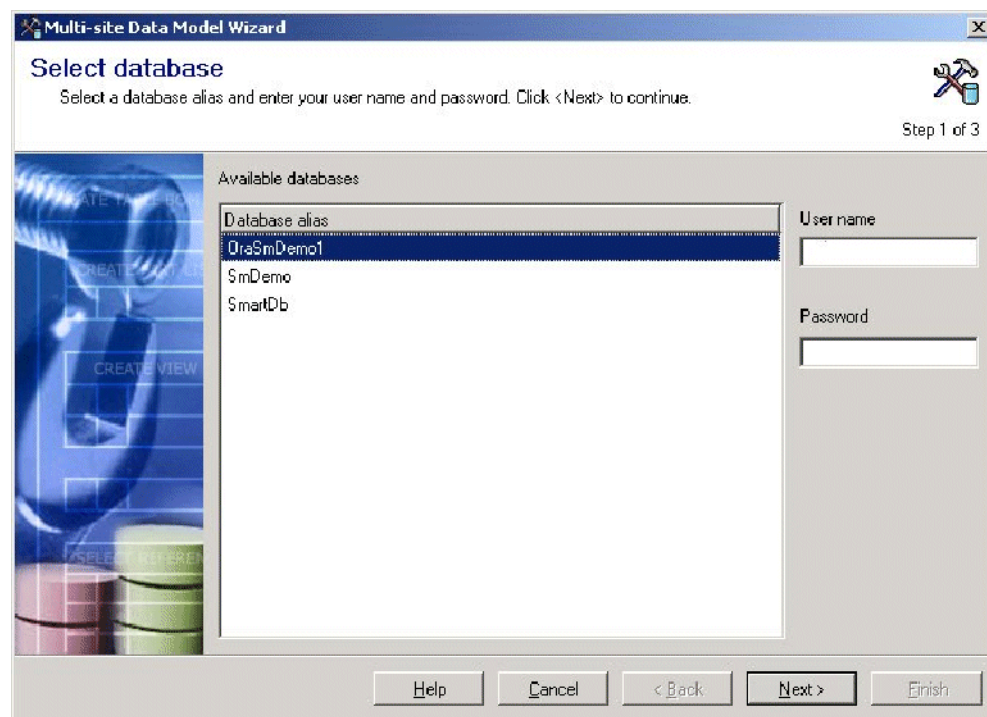 Multi-site Data Model Wizard
Select database
Select a database alias and enter your user name and password. Click <Next> to continue.
Step 1 of 3
Available databases
Database alias
OraSmDemo1
SmDemo
SmartDb
User name
Password
CREATE VIEW
Help
Cancel
< Back
Next >
Finish